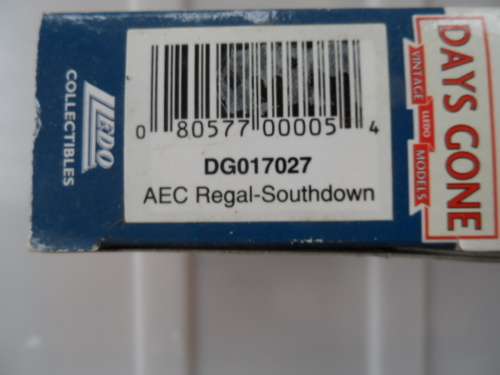 LLEDO
COLLECTIBLES
0 80577 00005 4
DG017027
AEC Regal-Southdown
DAYS GONE
VINTAGE LLEDO MODELS